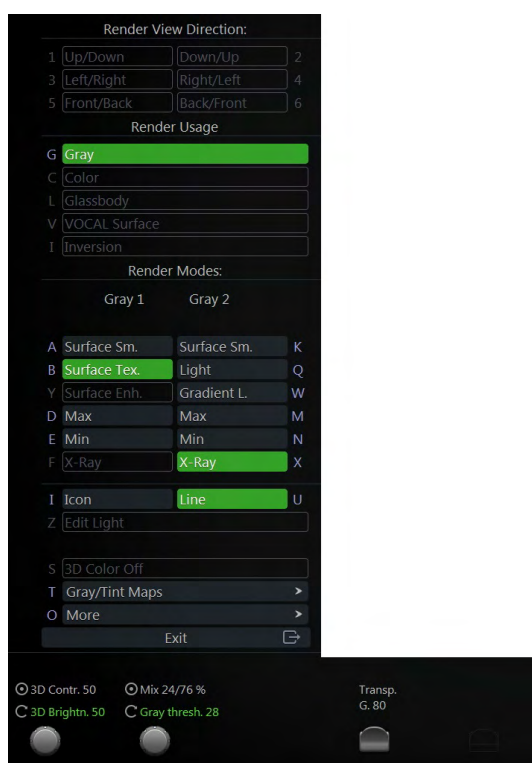 Render View Direction:
1 Up/Down Down/Up 2
3 Left/Right Right/Left 4
5 Front/Back Back/Front 6
Render Usage
G Gray
C Color
L Glassbody
V VOCAL Surface
I Inversion
Render Modes:
Gray 1 Gray 2
A Surface Sm. Surface Sm. K
B Surface Tex. Light Q
Y Surface Enh. Gradient L. W
D Max Max M
E Min Min N
F X-Ray X-Ray X
I Icon Line U
Z Edit Light
S 3D Color Off
T Gray/Tint Maps >
O More >
Exit
3D Contr. 50 Mix 24/76 % Transp.
3D Brightn. 50 Gray thresh. 28 G. 80